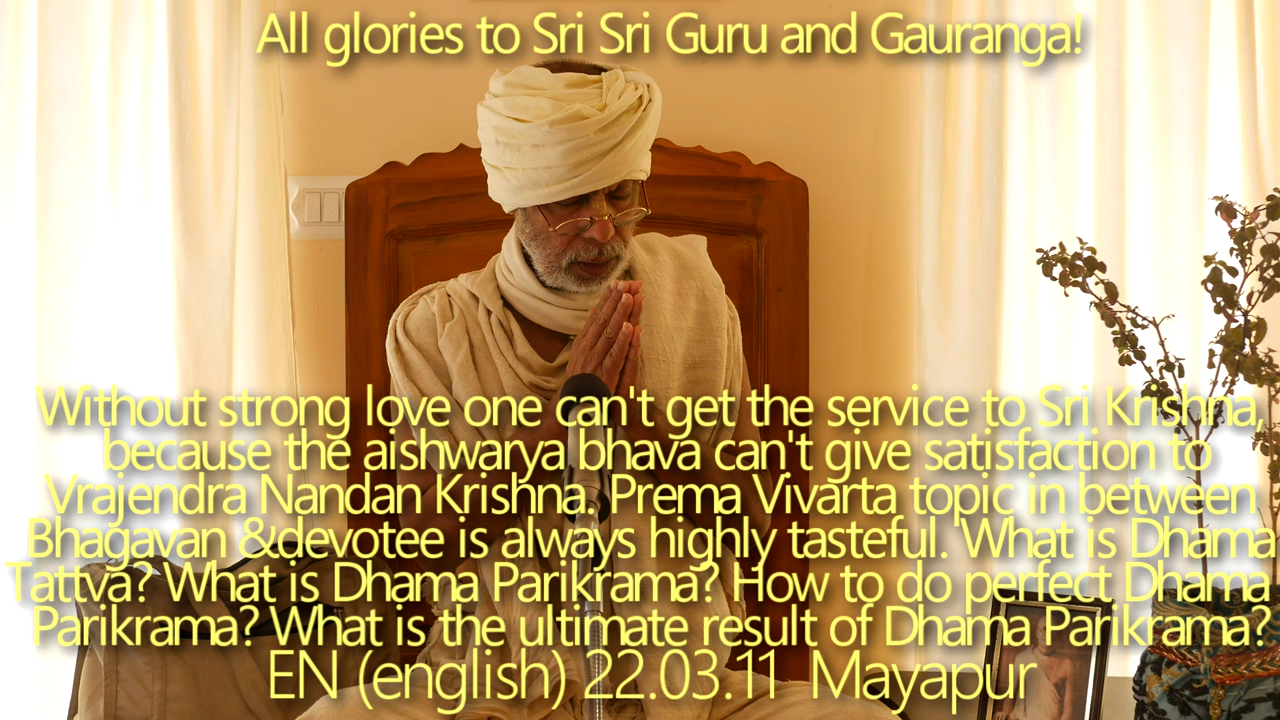 All glories to Sri Sri Guru and Gauranga!
Without strong love one can't get the service to Sri Krishna,
because the aishwarya bhava can't give satisfaction to
Vrajendra Nandan Krishna. Prema Vivarta topic in between
Bhagavan &devotee is always highly tasteful. What is Dhama
Tattva? What is Dhama Parikrama? How to do perfect Dhama
Parikrama? What is the ultimate result of Dhama Parikrama?
EN (english) 22.03.11 Mayapur